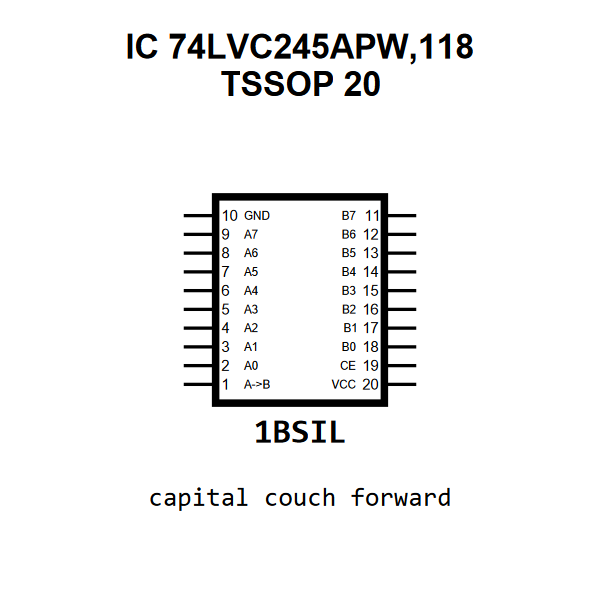 IC 74LVC245APW,118
TSSOP 20
10 GND B7 11
9 A7 B6 12
8 A6 B5 13
7 A5 B4 14
6 A4 B3 15
5 A3 B2 16
4 A2 B1 17
3 A1 B0 18
2 A0 CE 19
1 A->B VCC 20
1BSIL
capital couch forward